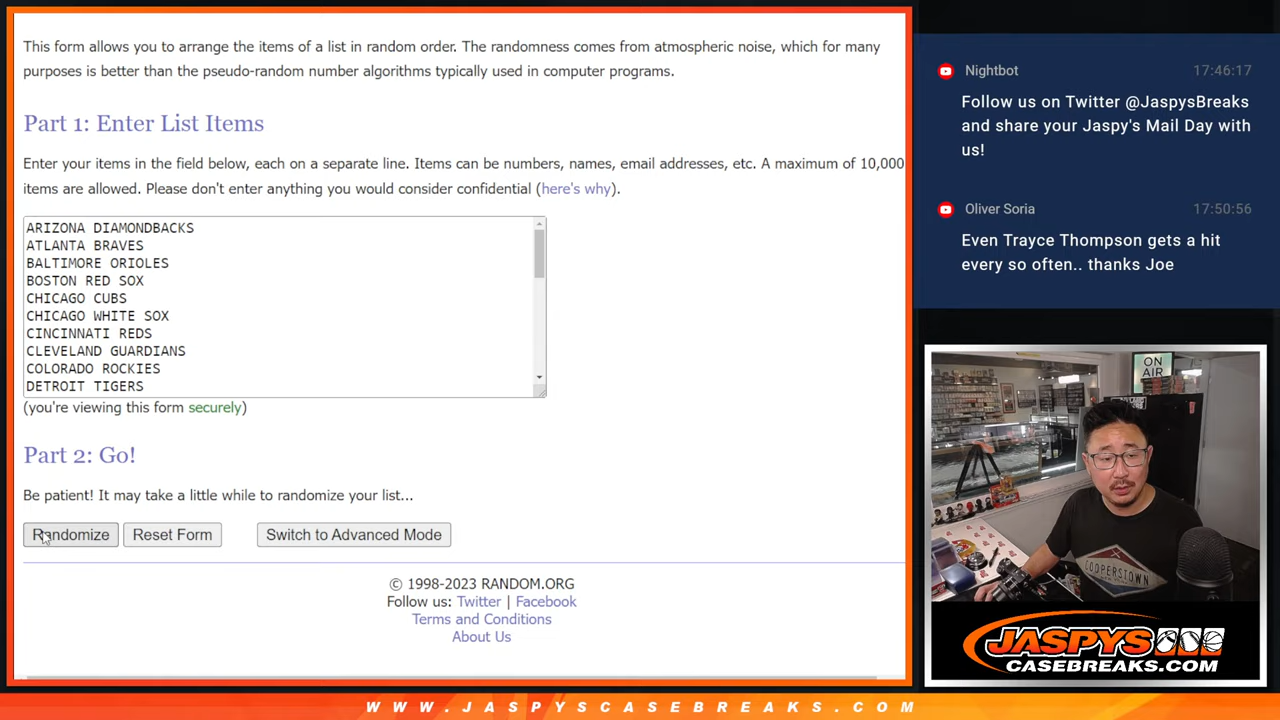 This form allows you to arrange the items of a list in random order. The randomness comes from atmospheric noise, which for many
purposes is better than the pseudo-random number algorithms typically used in computer programs.
Part 1: Enter List Items
Enter your items in the field below, each on a separate line. Items can be numbers, names, email addresses, etc. A maximum of 10,000
items are allowed. Please don't enter anything you would consider confidential (here's why).
ARIZONA DIAMONDBACKS
ATLANTA BRAVES
BALTIMORE ORIOLES
BOSTON RED SOX
CHICAGO CUBS
CHICAGO WHITE SOX
CINCINNATI REDS
CLEVELAND GUARDIANS
COLORADO ROCKIES
DETROIT TIGERS
(you're viewing this form securely)
Part 2: Go!
Be patient! It may take a little while to randomize your list...
Randomize Reset Form Switch to Advanced Mode
© 1998-2023 RANDOM.ORG
Follow us: Twitter | Facebook
Terms and Conditions
About Us
Nightbot 17:46:17
Follow us on Twitter @JaspysBreaks
and share your Jaspy's Mail Day with
us!
Oliver Soria 17:50:56
Even Trayce Thompson gets a hit
every so often.. thanks Joe
ON
AIR
COOPERSTOWN
JASPYS
CASEBREAKS.COM
WWW.JASPYSCASEBREAKS.COM